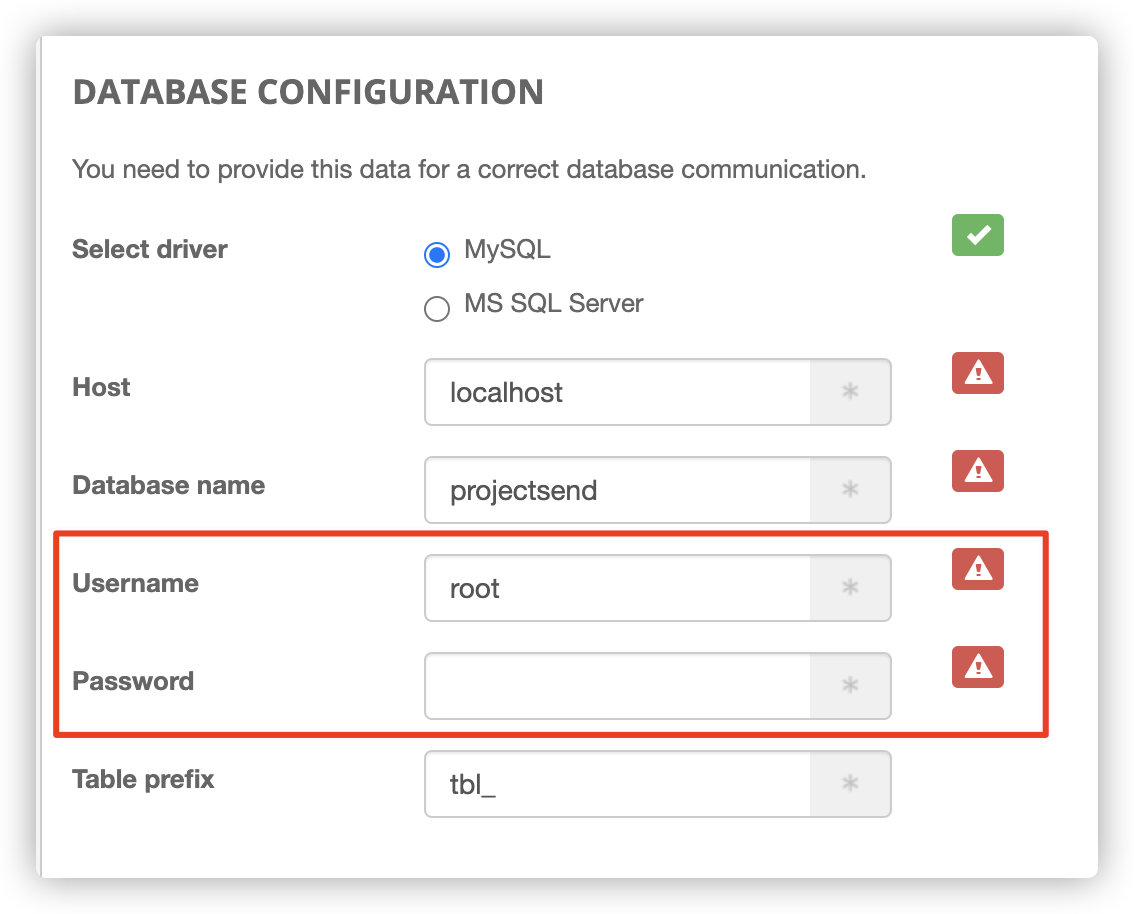 DATABASE CONFIGURATION
You need to provide this data for a correct database communication.
Select driver
MySQL
MS SQL Server
Host
localhost
*
Database name
projectsend
*
Username
root
*
Password
*
Table prefix
tbl_
*